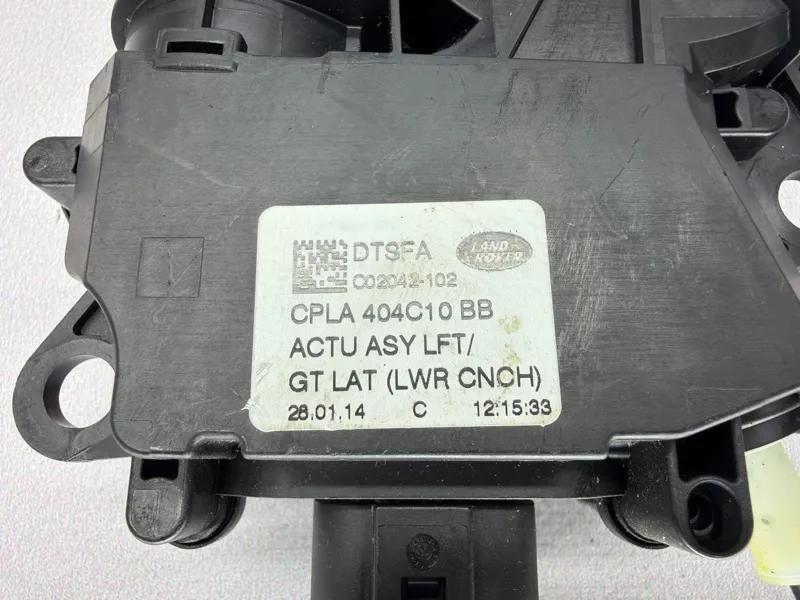 DTSFA
LAND ROVER
C02042-102
CPLA 404C10 BB
ACTU ASY LFT/
GT LAT (LWR CNCH)
28.01.14 C 12:15:33